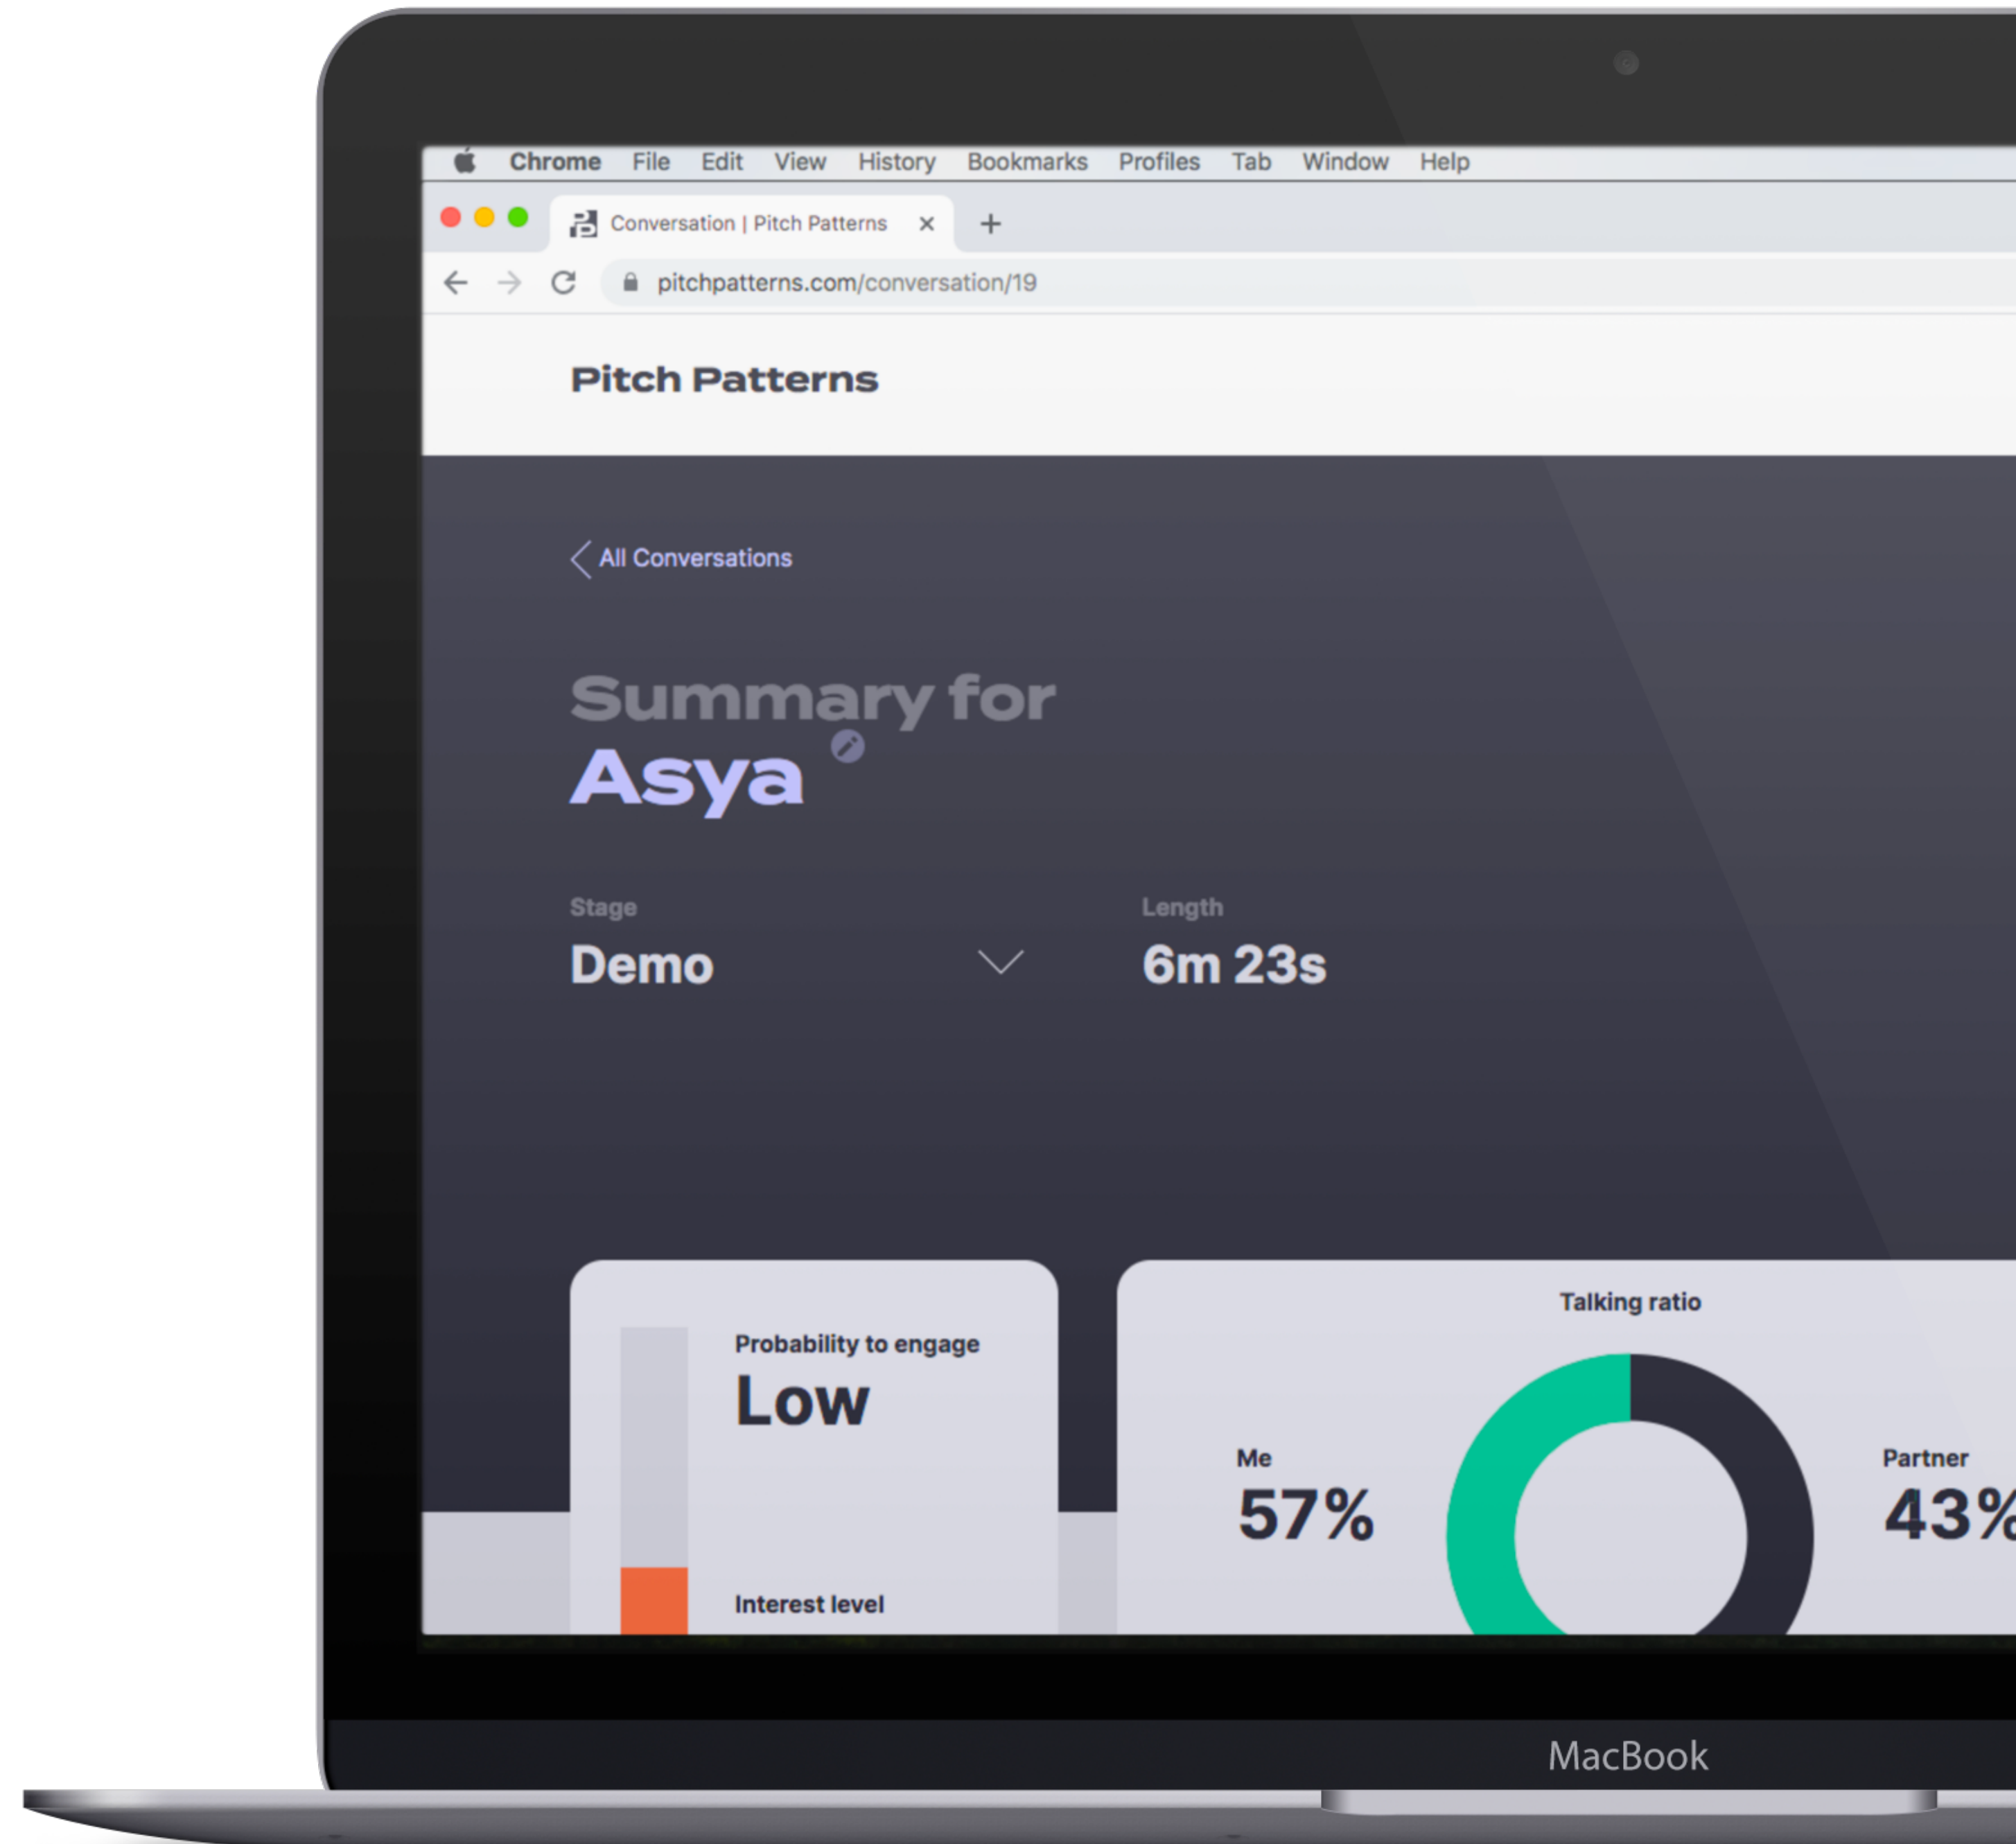 Chrome File Edit View History Bookmarks Profiles Tab Window Help
Conversation | Pitch Patterns
pitchpatterns.com/conversation/19
Pitch Patterns
All Conversations
Summary for
Asya
Stage
Length
Demo
6m 23s
Talking ratio
Probability to engage
Low
Me
Partner
57%
43%
Interest level
MacBook